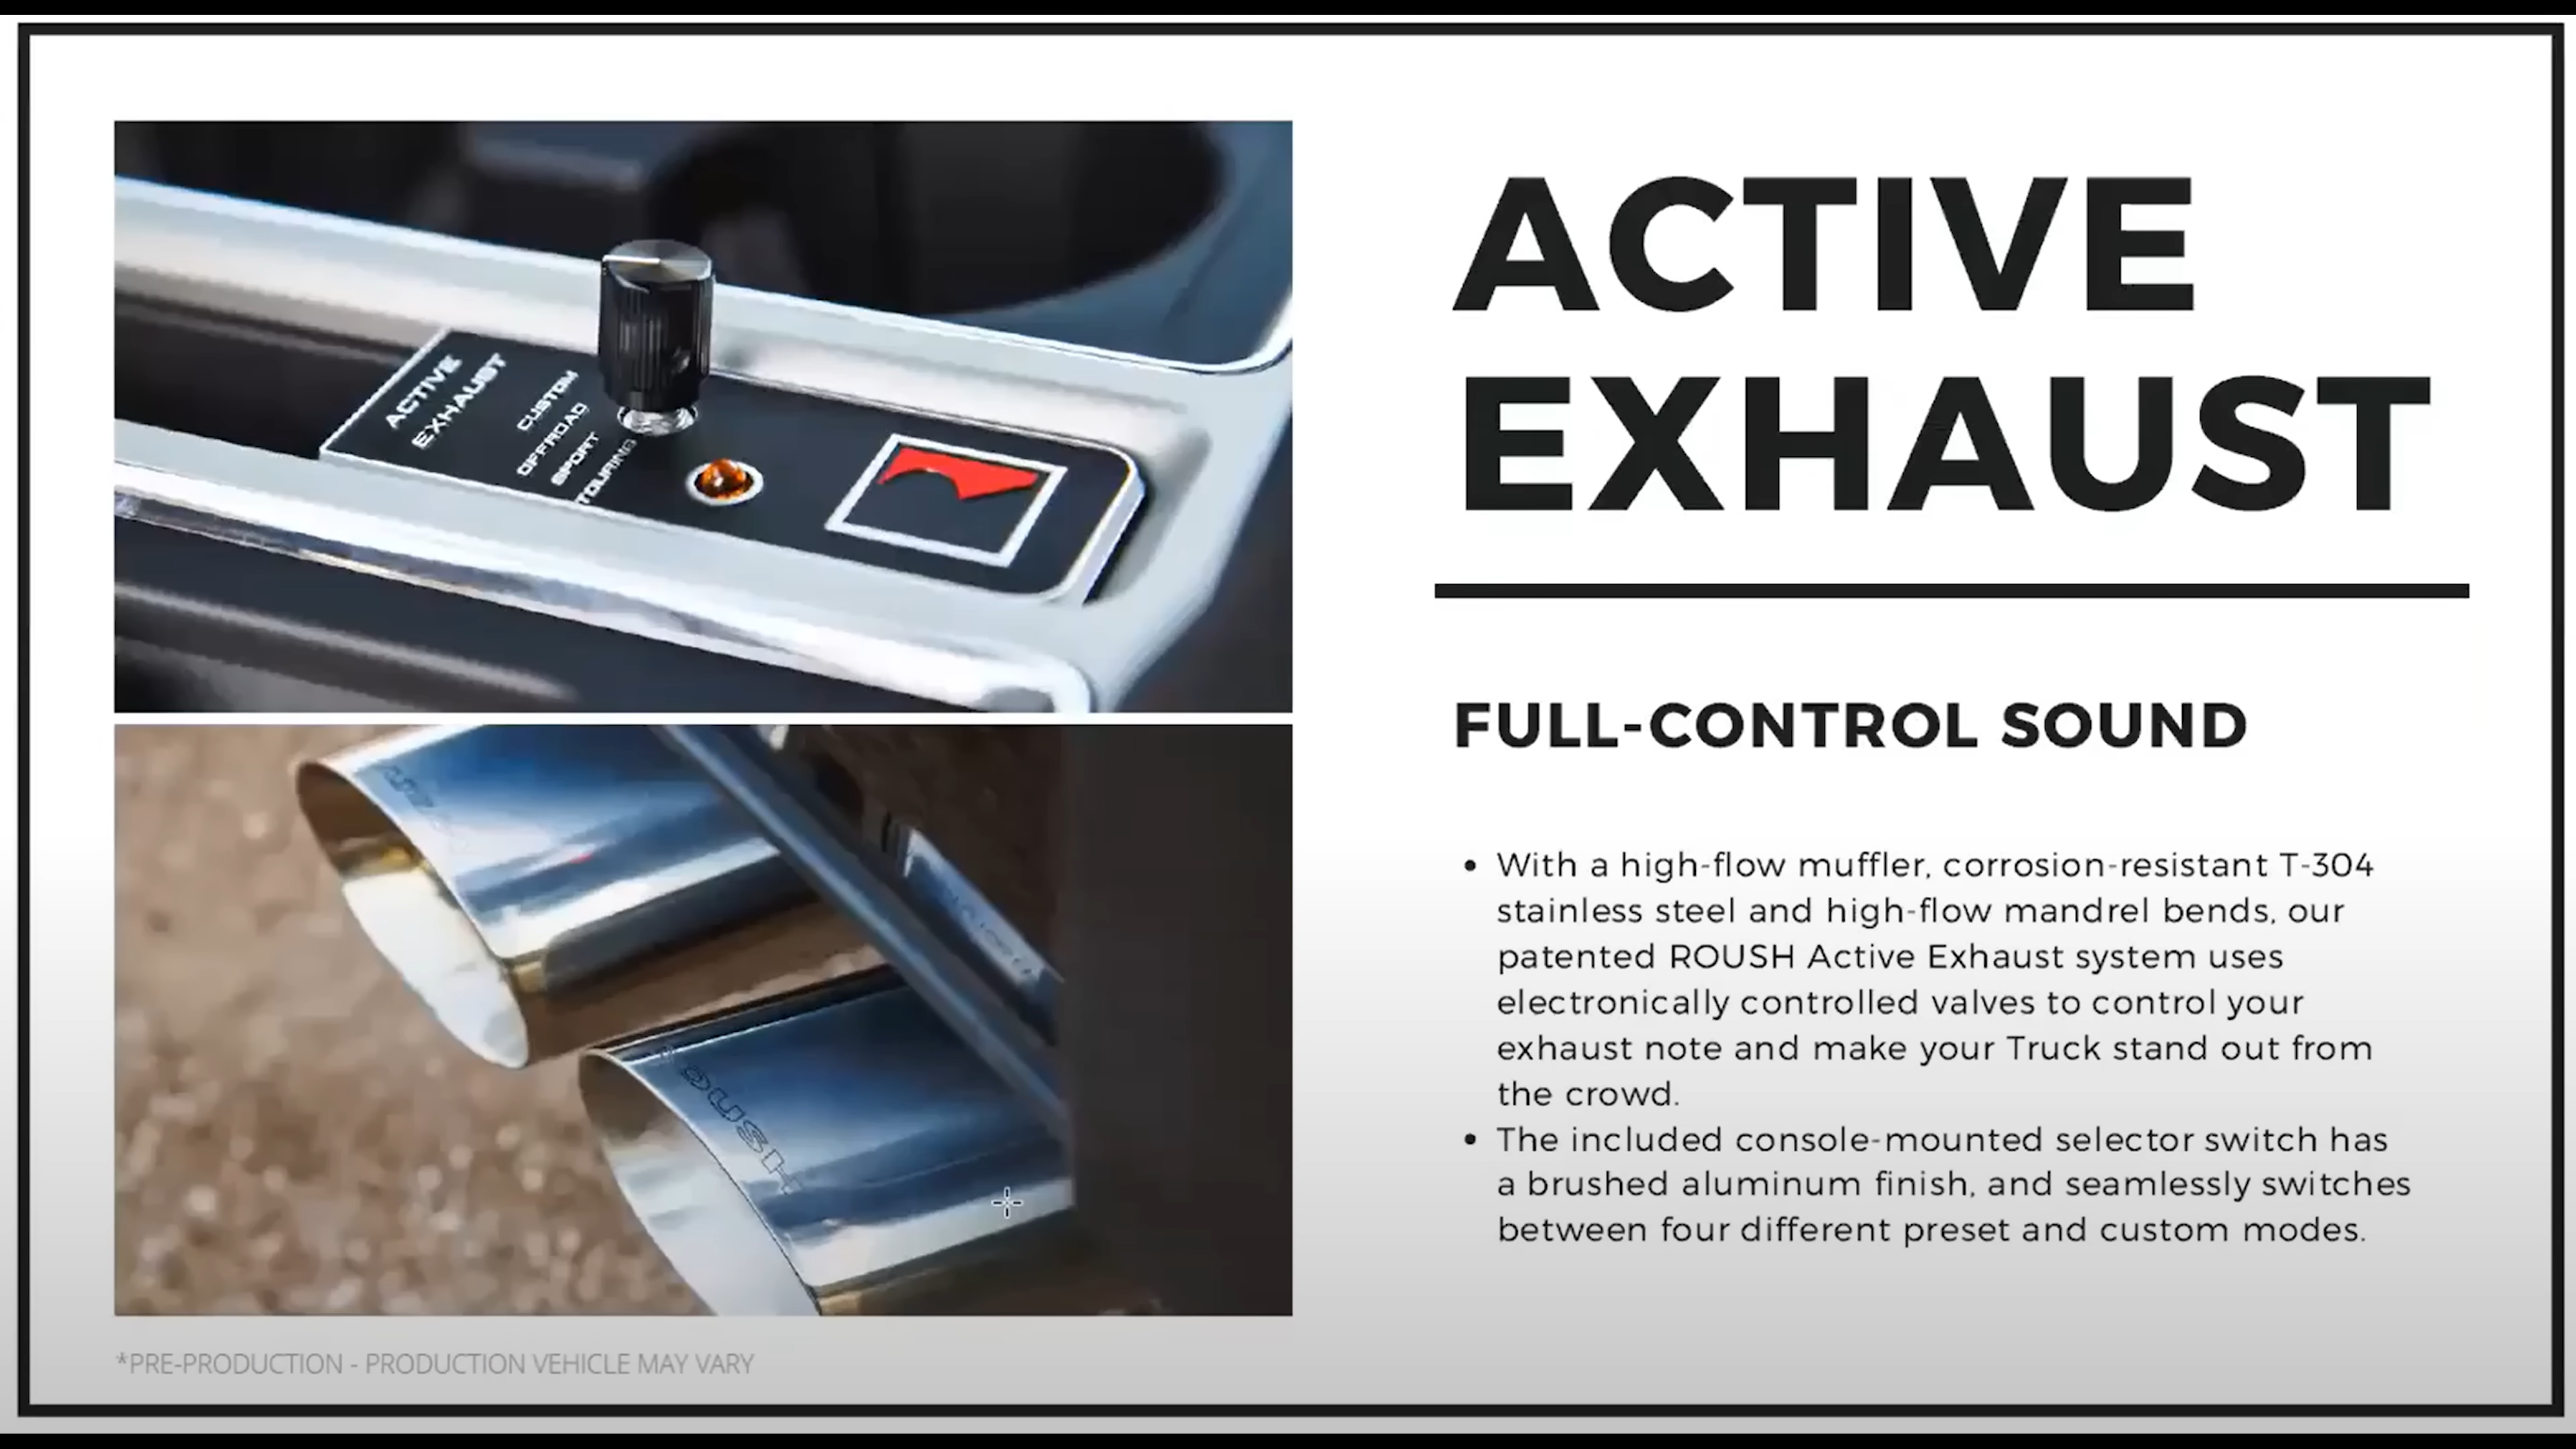 ACTIVE
EXHAUST
CUSTOM
OFFROAD
SPORT
TOURING
ROUSH
ACTIVE
EXHAUST
FULL-CONTROL SOUND
• With a high-flow muffler, corrosion-resistant T-304
stainless steel and high-flow mandrel bends, our
patented ROUSH Active Exhaust system uses
electronically controlled valves to control your
exhaust note and make your Truck stand out from
the crowd.
• The included console-mounted selector switch has
a brushed aluminum finish, and seamlessly switches
between four different preset and custom modes.
*PRE-PRODUCTION - PRODUCTION VEHICLE MAY VARY